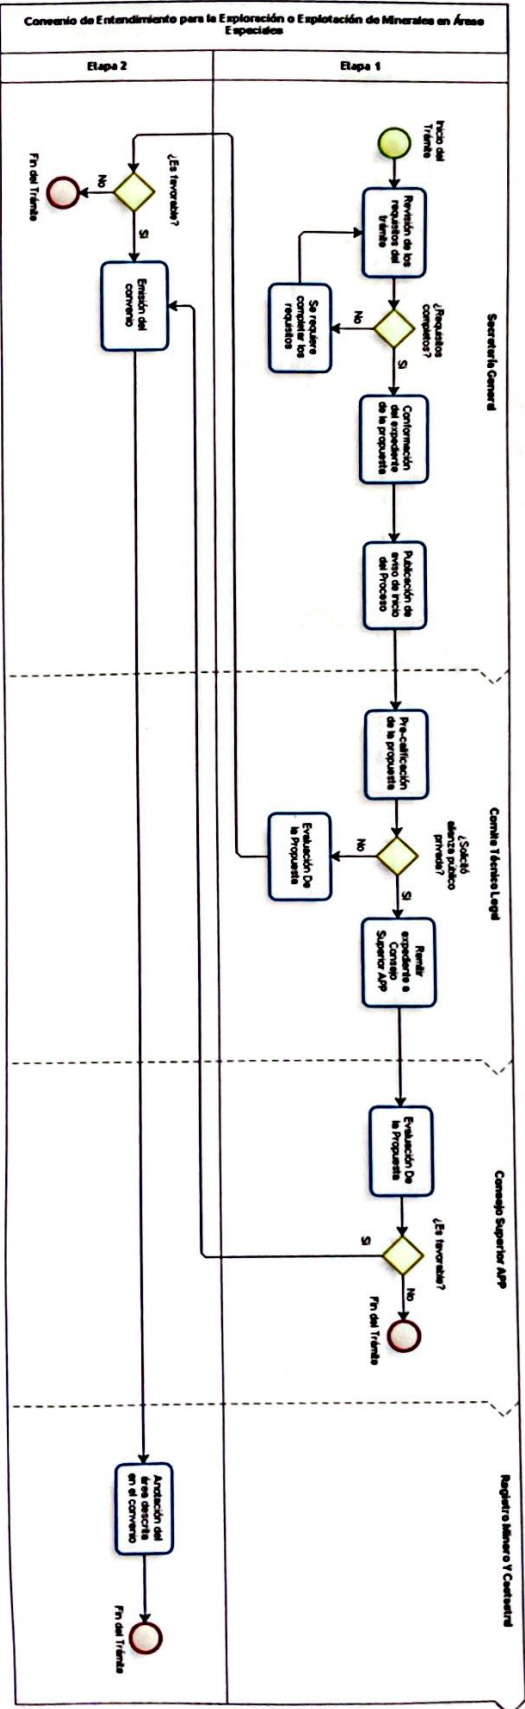 Convenio de Entendimiento para la Exploración o Explotación de Minerales en Áreas
Especiales
Etapa 1
Etapa 2
Secretaría General
Comite Técnico Legal
Consejo Superior APP
Registro Minero Y Castastral
Inicio del
Trámite
Revisión de los
requisitos del
trámite
¿Requisitos
completos?
No
Si
Se requiere
completar los
requisitos
Conformación
del expediente
de la propuesta
Publicación de
aviso de inicio
del Proceso
Pre-calificación
de la propuesta
¿Solicitó
alianza publico
privada?
No
Si
Evaluación De
la Propuesta
Remitir
expediente a
Consejo
Superior APP
Evaluación De
la Propuesta
¿Es favorable?
Si
No
Fin del Trámite
¿Es favorable?
No
Si
Fin del Trámite
Emisión del
convenio
Anotación del
área descrita
en el convenio
Fin del Trámite